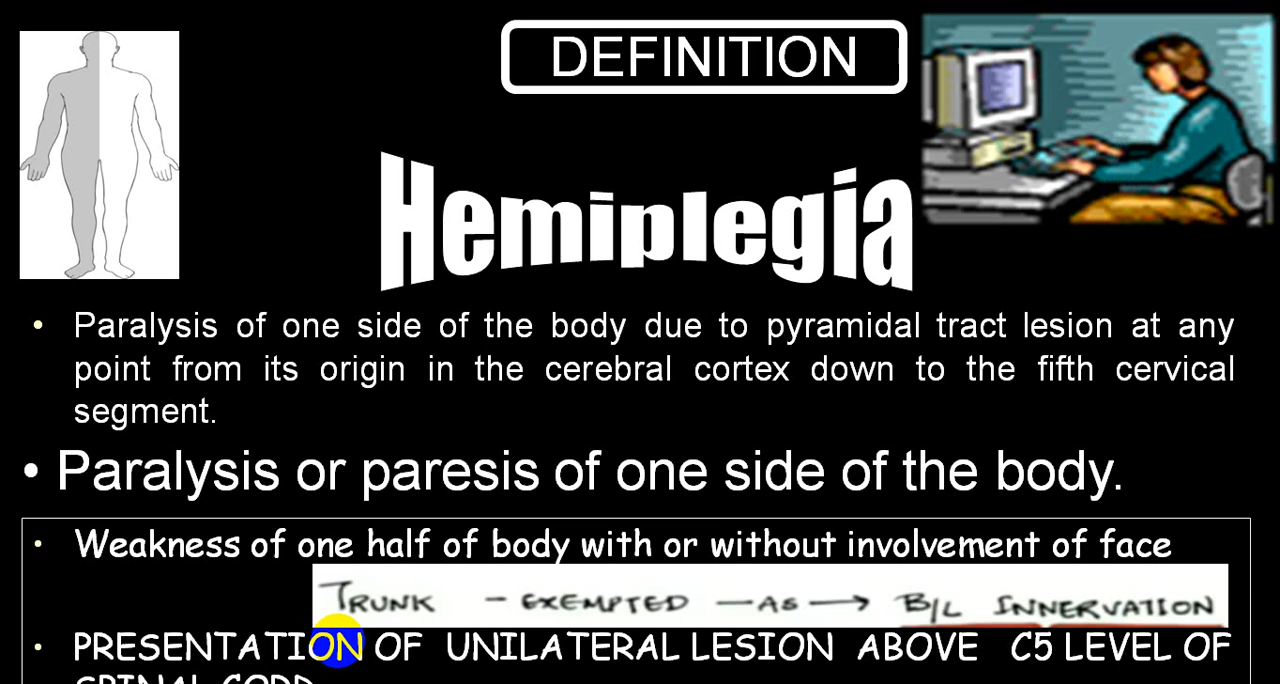 DEFINITION
Hemiplegia
• Paralysis of one side of the body due to pyramidal tract lesion at any
point from its origin in the cerebral cortex down to the fifth cervical
segment.
• Paralysis or paresis of one side of the body.
• Weakness of one half of body with or without involvement of face
TRUNK - EXEMPTED - AS → B/L INNERVATION
• PRESENTATION OF UNILATERAL LESION ABOVE C5 LEVEL OF
SPINAL CORD